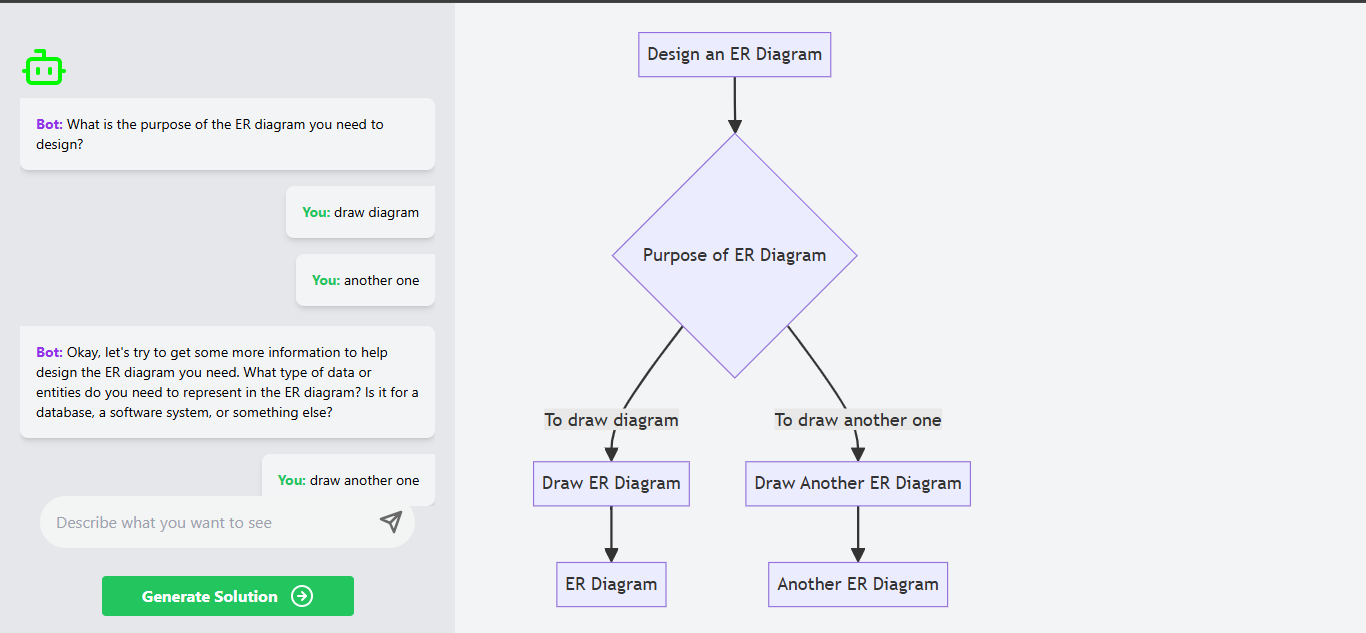 Bot: What is the purpose of the ER diagram you need to
design?
You: draw diagram
You: another one
Bot: Okay, let's try to get some more information to help
design the ER diagram you need. What type of data or
entities do you need to represent in the ER diagram? Is it for a
database, a software system, or something else?
You: draw another one
Describe what you want to see
Generate Solution
Design an ER Diagram
Purpose of ER Diagram
To draw diagram
To draw another one
Draw ER Diagram
Draw Another ER Diagram
ER Diagram
Another ER Diagram